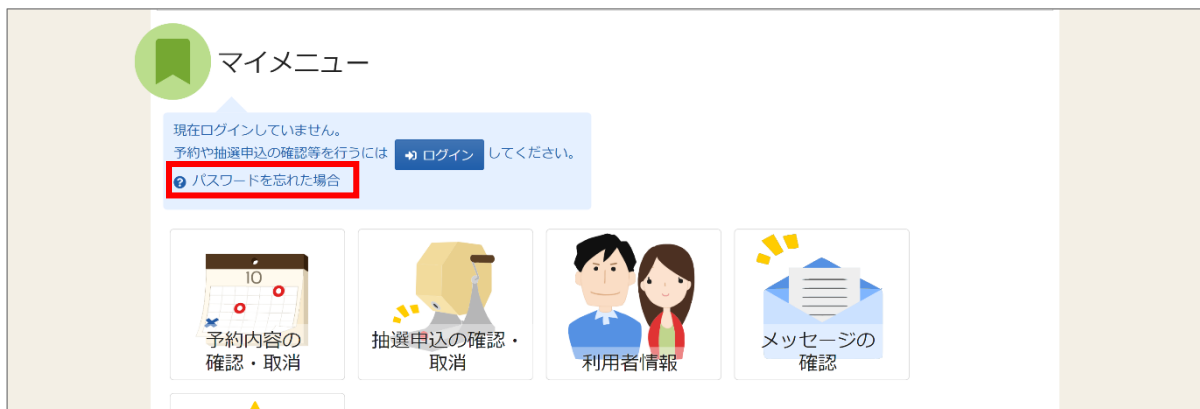 マイメニュー
現在ログインしていません。
予約や抽選申込の確認等を行うには ログイン してください。
パスワードを忘れた場合
10
予約内容の
確認・取消
抽選申込の確認・
取消
利用者情報
メッセージの
確認